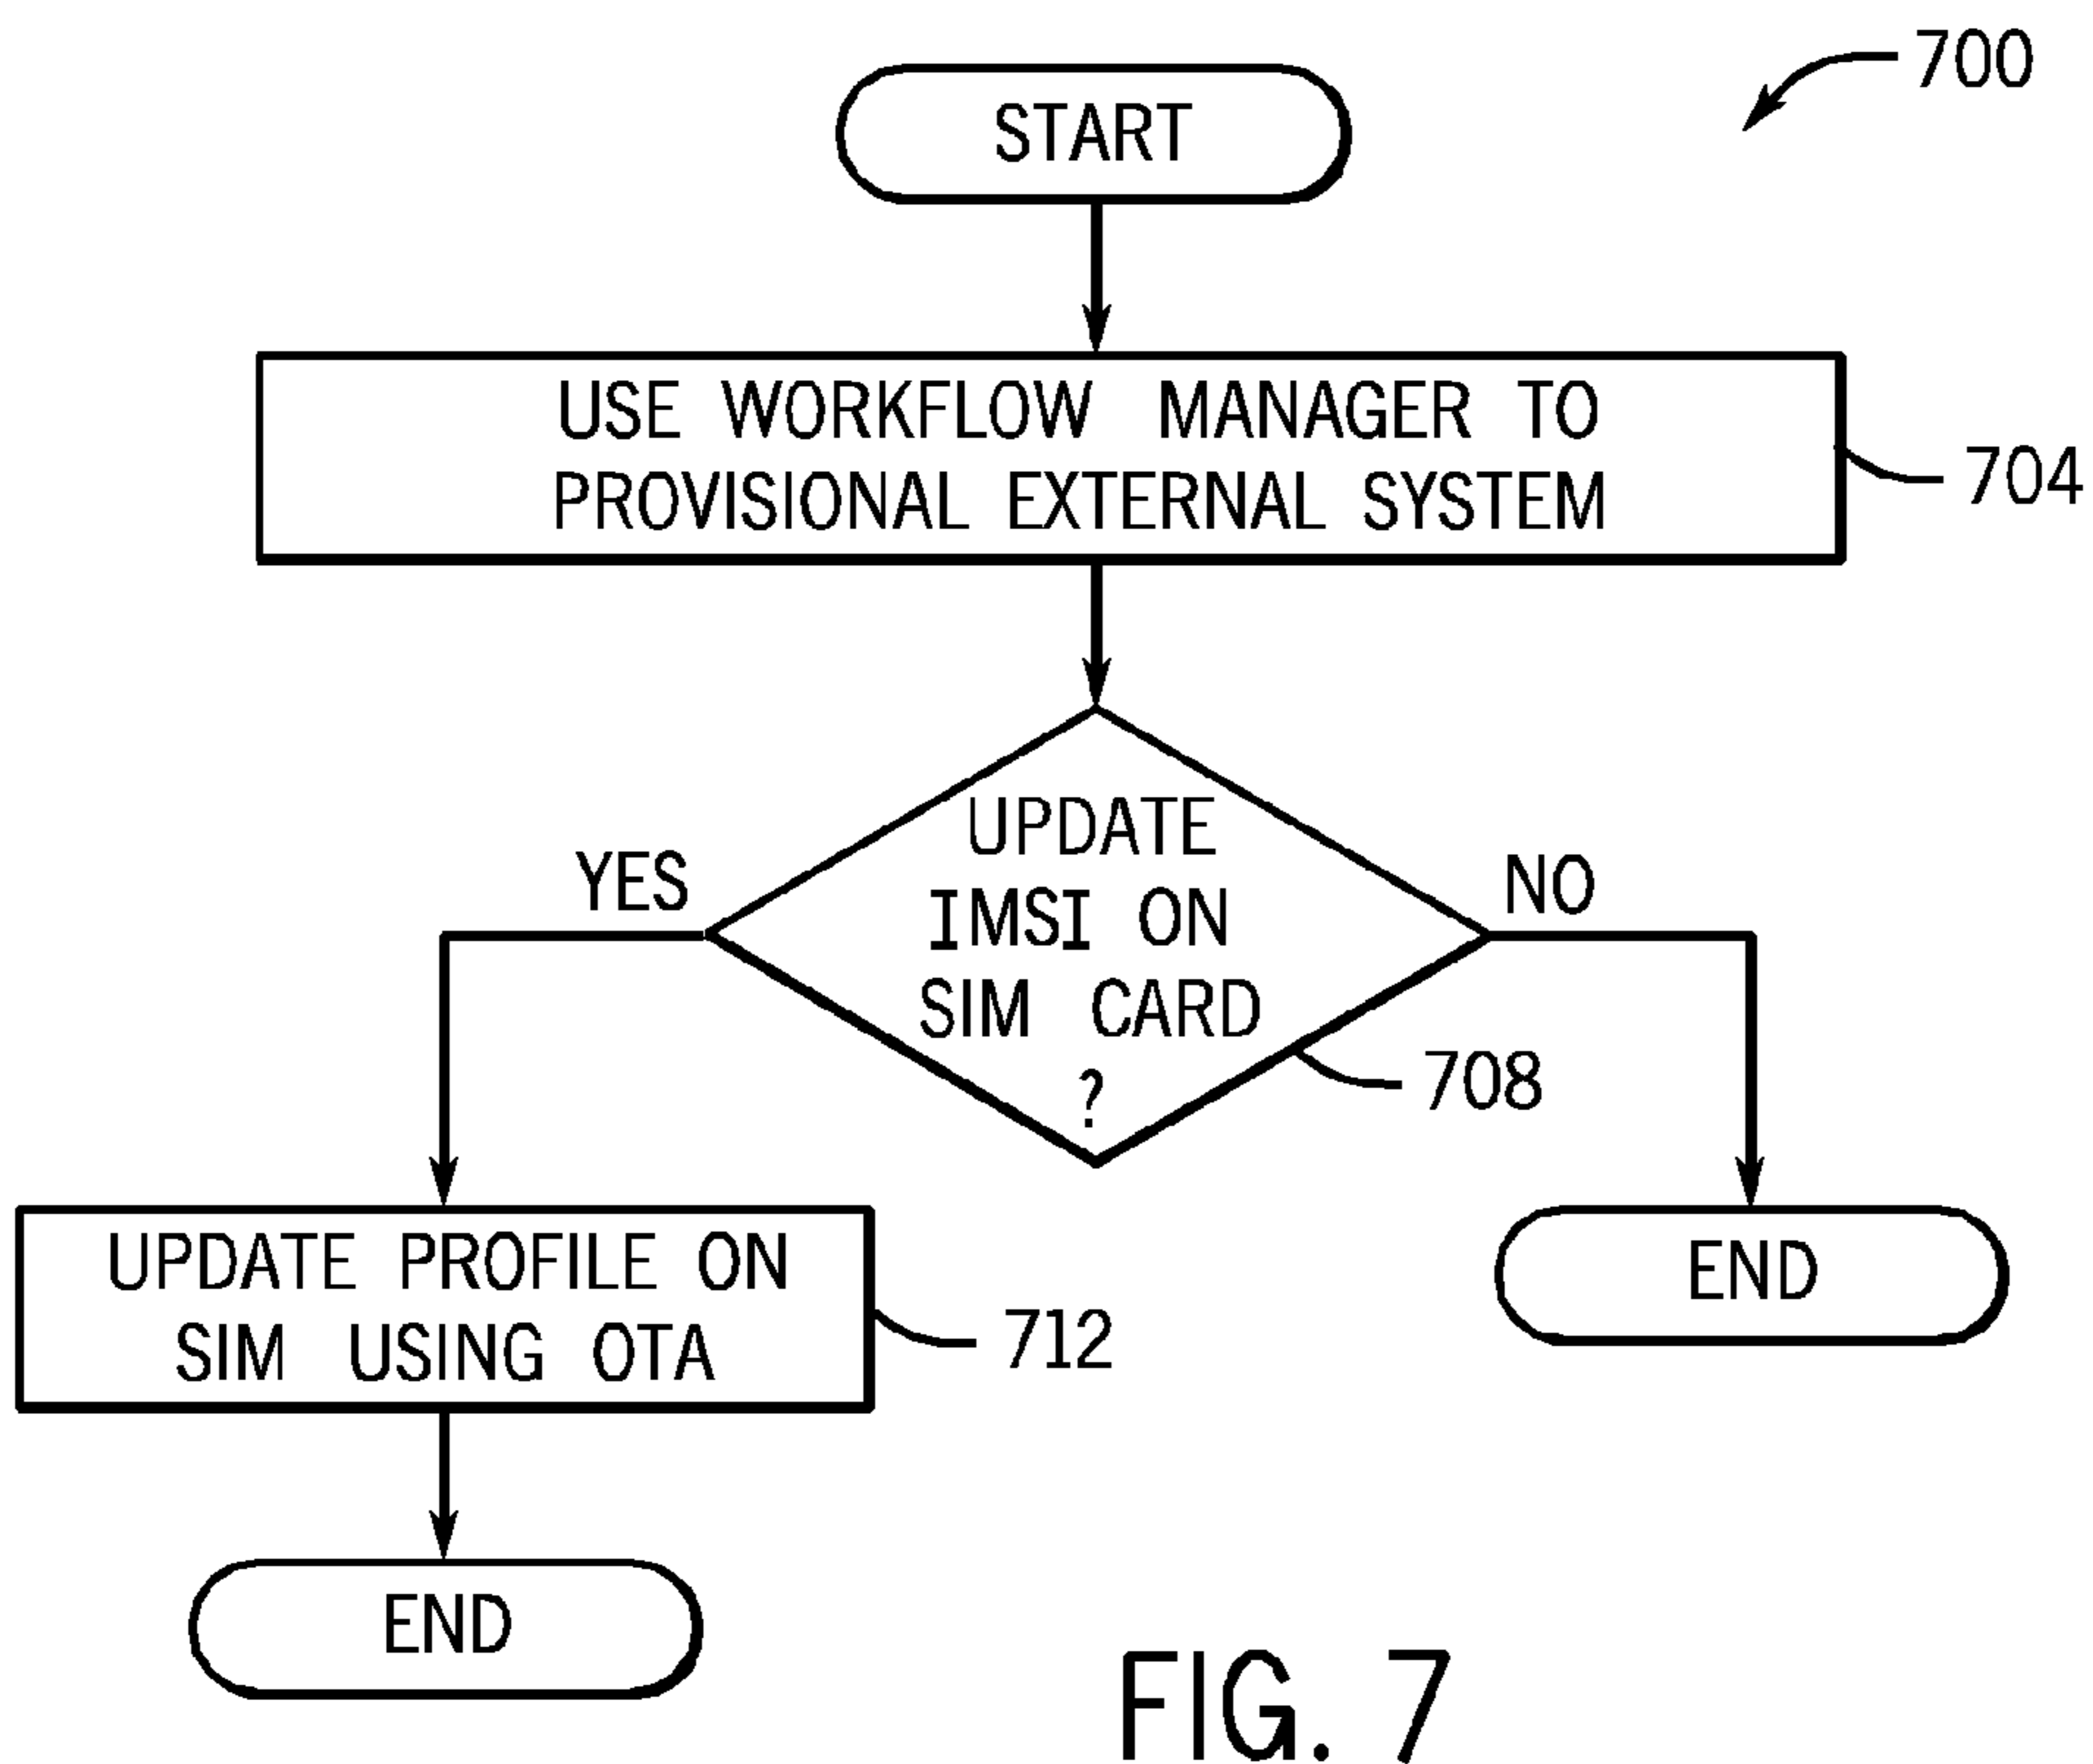 700
START
USE WORKFLOW MANAGER TO
PROVISIONAL EXTERNAL SYSTEM
704
UPDATE
IMSI ON
SIM CARD
?
YES
NO
708
UPDATE PROFILE ON
SIM USING OTA
712
END
END
FIG. 7